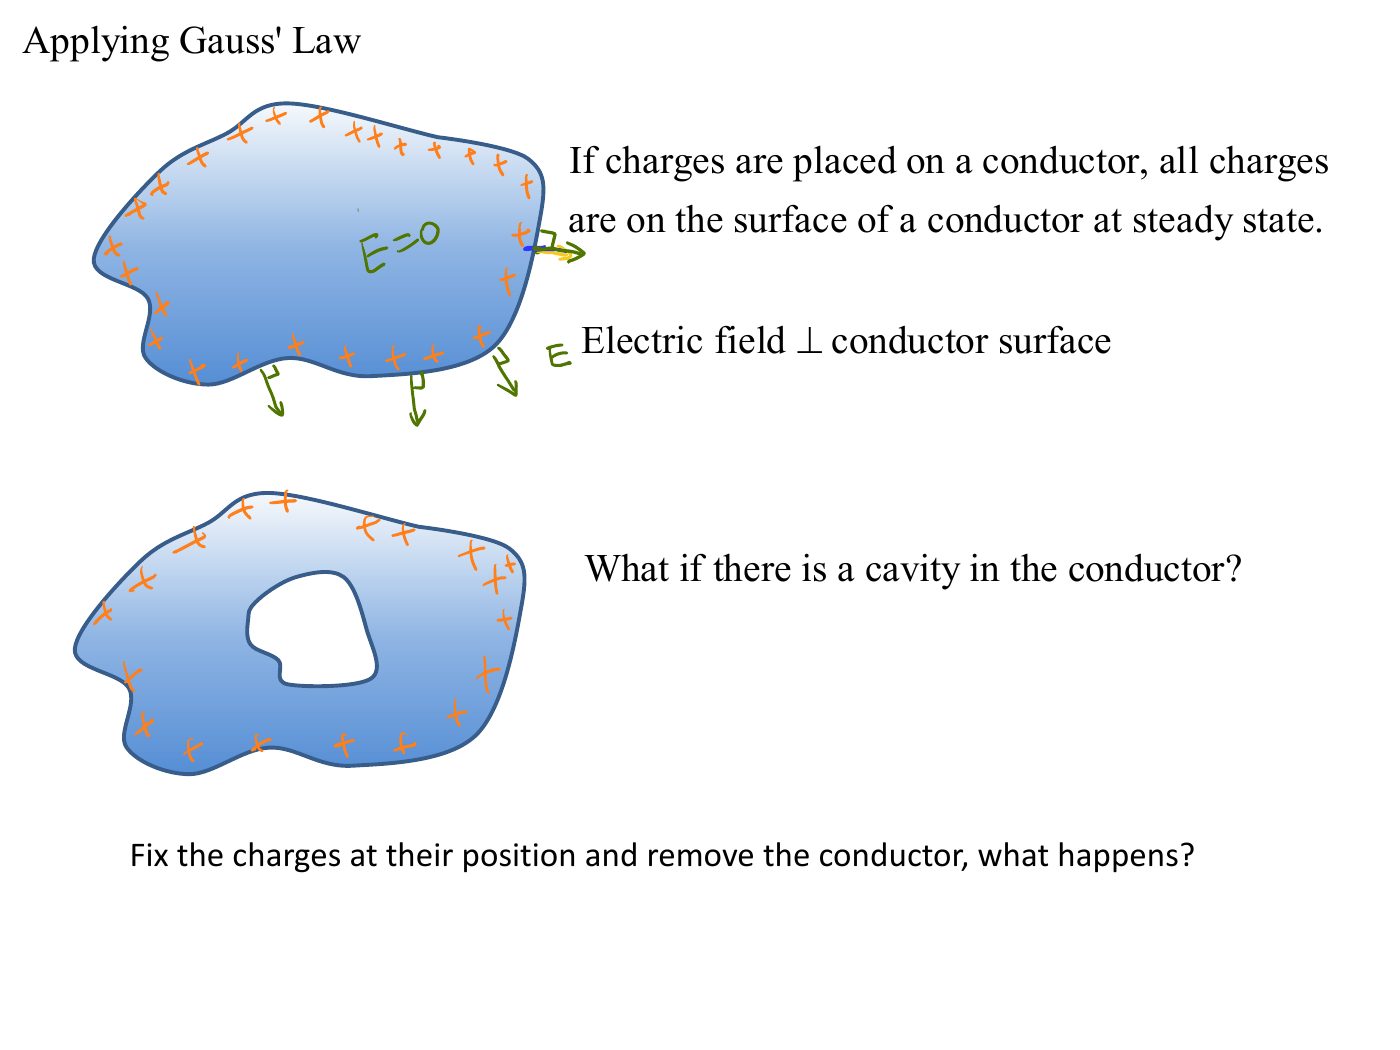 Applying Gauss' Law
If charges are placed on a conductor, all charges
are on the surface of a conductor at steady state.
E=0
E
Electric field ⊥ conductor surface
What if there is a cavity in the conductor?
Fix the charges at their position and remove the conductor, what happens?